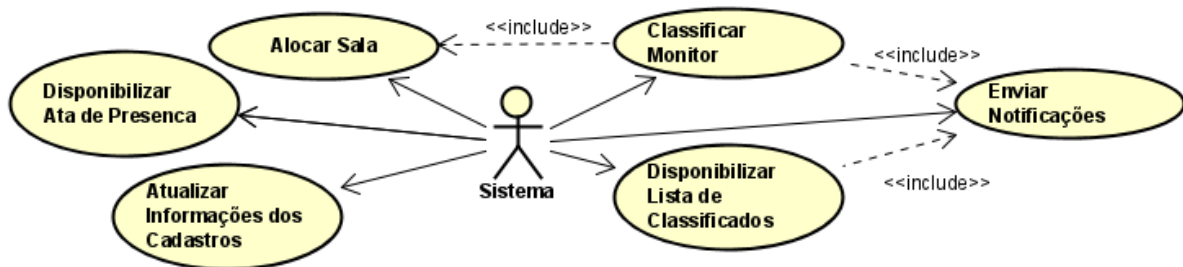 Alocar Sala
<<include>>
Classificar
Monitor
<<include>>
Disponibilizar
Ata de Presenca
Enviar
Notificações
Sistema
Atualizar
Informações dos
Cadastros
Disponibilizar
Lista de
Classificados
<<include>>